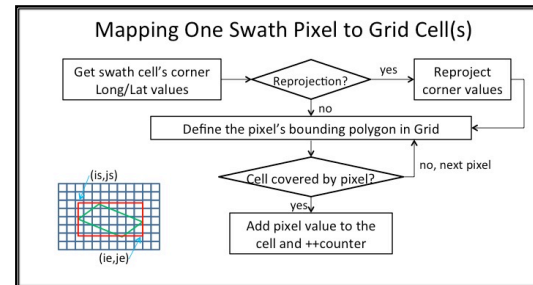 Mapping One Swath Pixel to Grid Cell(s)
Get swath cell's corner
Long/Lat values
Reprojection?
yes
Reproject
corner values
no
Define the pixel's bounding polygon in Grid
Cell covered by pixel?
no, next pixel
yes
Add pixel value to the
cell and ++counter
(is,js)
(ie,je)